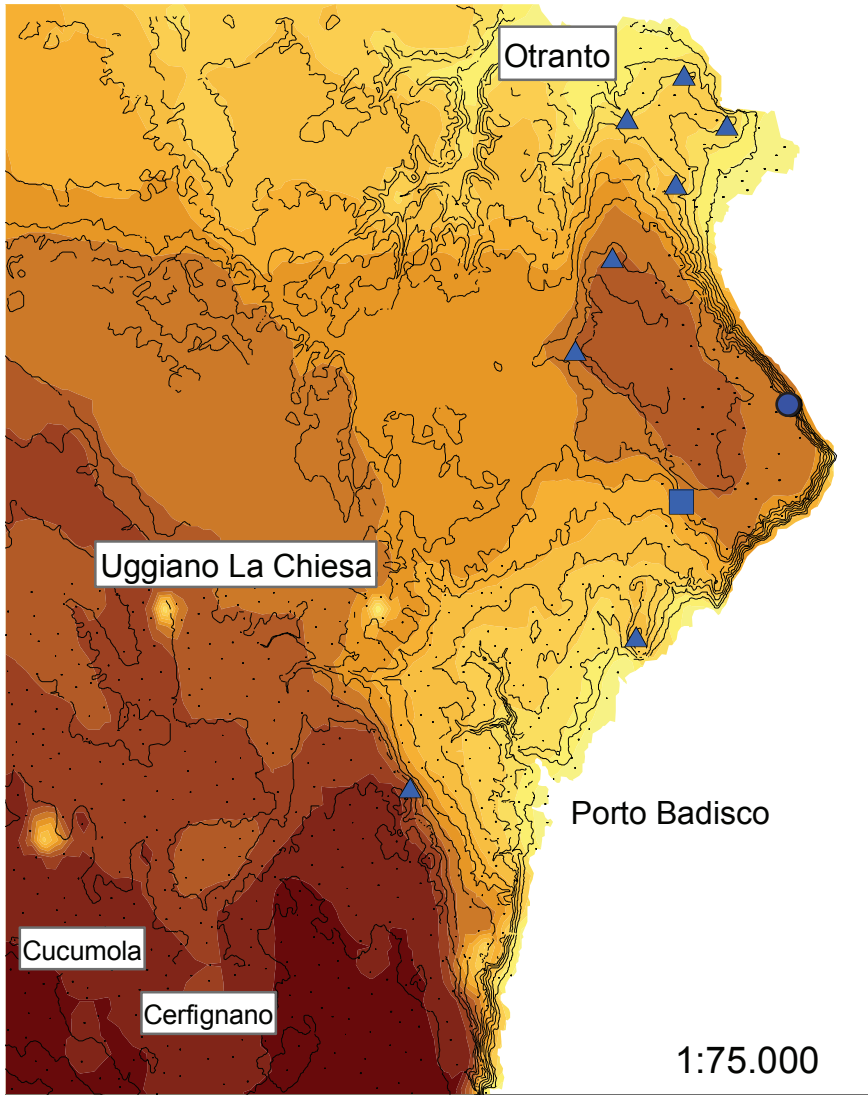 Otranto
Uggiano La Chiesa
Porto Badisco
Cucumola
Cerfignano
1:75.000